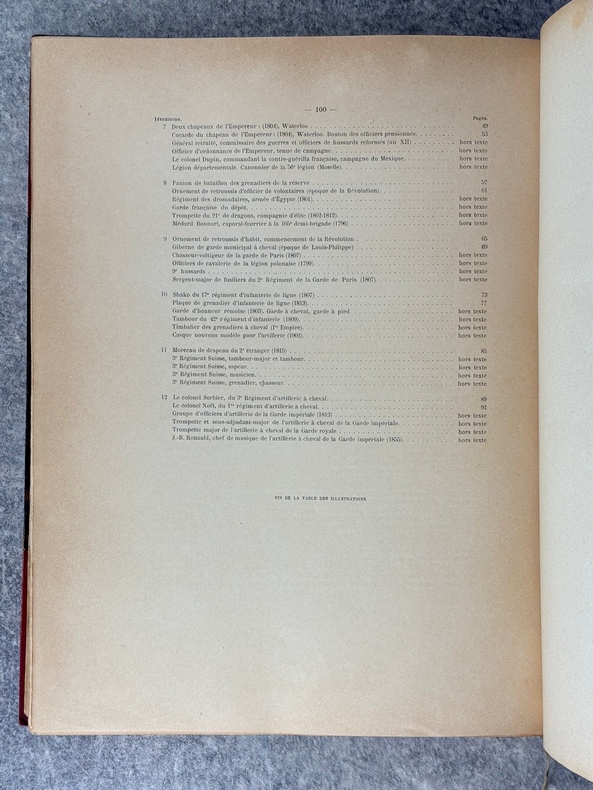 — 100 —
Livraisons. Pages.
7 Deux chapeaux de l'Empereur : (1804), Waterloo . . . 49
Cocarde du chapeau de l'Empereur : (1804), Waterloo. Bouton des officiers pensionnés. . . . 53
Général retraité, commissaire des guerres et officiers de hussards réformés (an XII) . . . hors texte
Officier d'ordonnance de l'Empereur, tenue de campagne. . . . hors texte
Le colonel Dupin, commandant la contre-guérilla française, campagne du Mexique. . . . hors texte
Légion départementale. Canonnier de la 56e légion (Moselle). . . . hors texte
8 Fanion de bataillon des grenadiers de la réserve . . . 57
Ornement de retroussis d'officier de volontaires (époque de la Révolution). . . . 61
Régiment des dromadaires, armée d'Égypte (1801). . . . hors texte
Garde française du dépôt. . . . hors texte
Trompette du 21e de dragons, compagnie d'élite (1802-1812). . . . hors texte
Médard Bonnart, caporal-fourrier à la 105e demi-brigade (1796) . . . hors texte
9 Ornement de retroussis d'habit, commencement de la Révolution . . . 65
Giberne de garde municipal à cheval (époque de Louis-Philippe) . . . 69
Chasseur-voltigeur de la garde de Paris (1807) . . . hors texte
Officiers de cavalerie de la légion polonaise (1799). . . . hors texte
9e hussards . . . hors texte
Sergent-major de fusiliers du 2e Régiment de la Garde de Paris (1807) . . . hors texte
10 Shako du 17e régiment d'infanterie de ligne (1807) . . . 73
Plaque de grenadier d'infanterie de ligne (1813). . . . 77
Garde d'honneur rémoise (1803). Garde à cheval, garde à pied . . . hors texte
Tambour du 42e régiment d'infanterie (1809). . . . hors texte
Timbalier des grenadiers à cheval (1er Empire). . . . hors texte
Casque nouveau modèle pour l'artillerie (1902). . . . hors texte
11 Morceau de drapeau du 2e étranger (1815) . . . 85
3e Régiment Suisse, tambour-major et tambour. . . . hors texte
3e Régiment Suisse, sapeur. . . . hors texte
3e Régiment Suisse, musicien. . . . hors texte
3e Régiment Suisse, grenadier, chasseur. . . . hors texte
12 Le colonel Sorbier, du 3e Régiment d'artillerie à cheval. . . . 89
Le colonel Noël, du 1er régiment d'artillerie à cheval. . . . 92
Groupe d'officiers d'artillerie de la Garde impériale (1813) . . . hors texte
Trompette et sous-adjudant-major de l'artillerie à cheval de la Garde impériale. . . . hors texte
Trompette major de l'artillerie à cheval de la Garde royale . . . hors texte
J.-B. Rennuld, chef de musique de l'artillerie à cheval de la Garde impériale (1855). . . . hors texte
FIN DE LA TABLE DES ILLUSTRATIONS